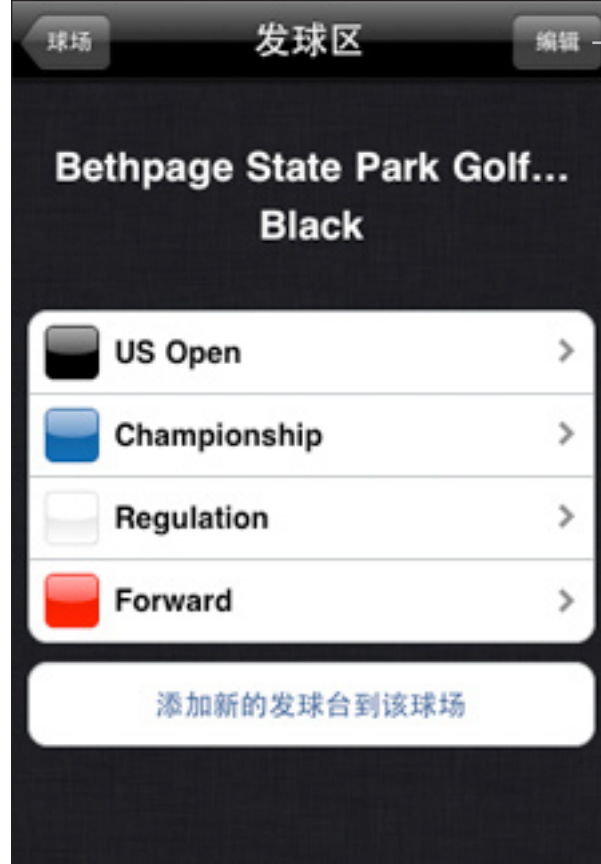 球场
发球区
编辑
Bethpage State Park Golf...
Black
US Open
Championship
Regulation
Forward
添加新的发球台到该球场